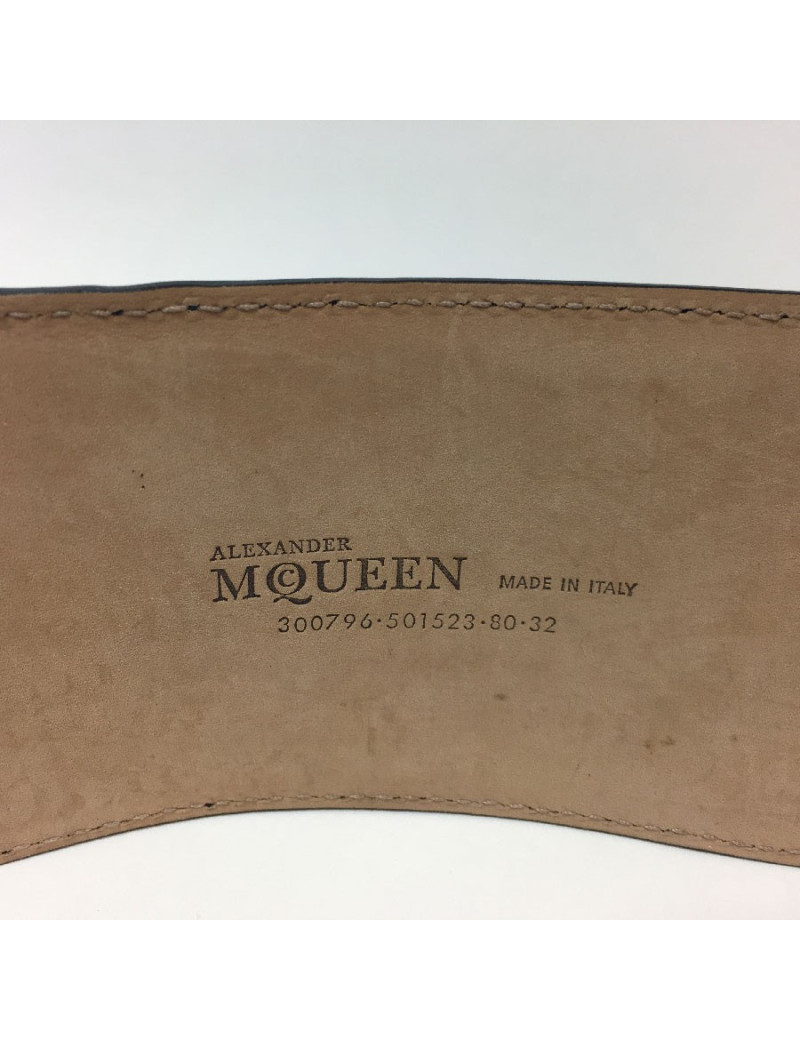 ALEXANDER
McQUEEN MADE IN ITALY
300796·501523·80·32